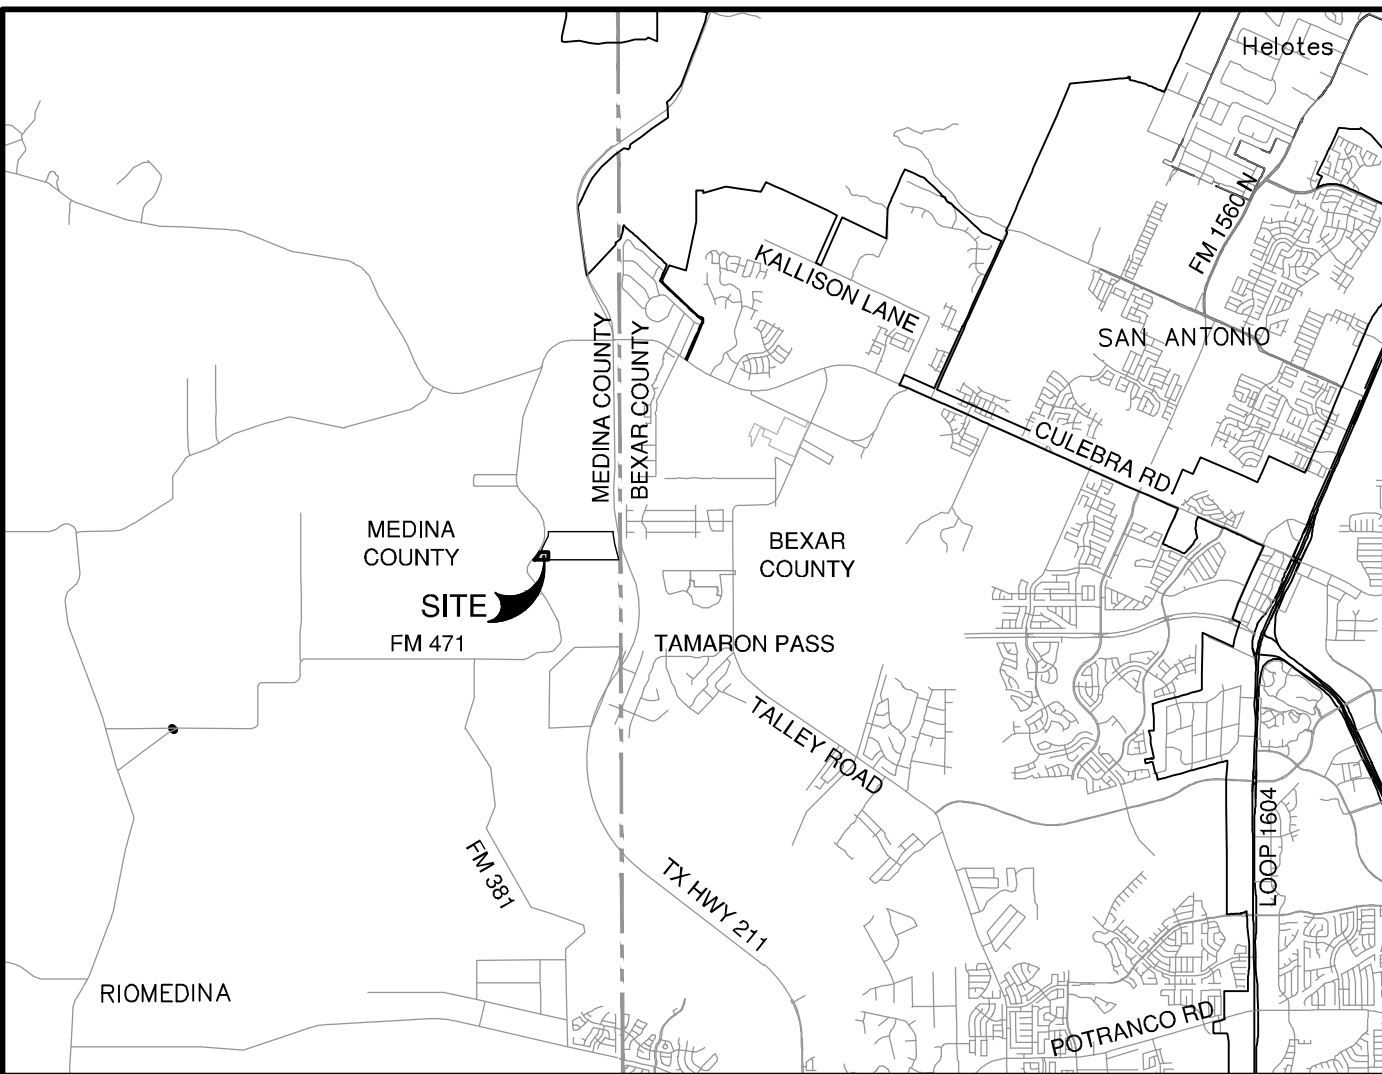 Helotes
FM 1560 N
KALLISON LANE
SAN ANTONIO
MEDINA COUNTY
BEXAR COUNTY
CULEBRA RD
MEDINA
COUNTY
BEXAR
COUNTY
SITE
FM 471
TAMARON PASS
TALLEY ROAD
LOOP 1604
FM 381
TX HWY 211
RIOMEDINA
POTRANCO RD